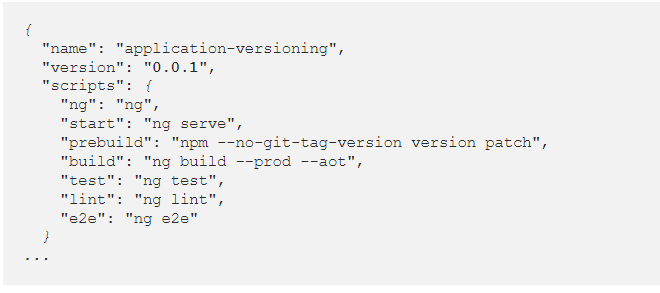 {
  "name": "application-versioning",
  "version": "0.0.1",
  "scripts": {
    "ng": "ng",
    "start": "ng serve",
    "prebuild": "npm --no-git-tag-version version patch",
    "build": "ng build --prod --aot",
    "test": "ng test",
    "lint": "ng lint",
    "e2e": "ng e2e"
  }
...